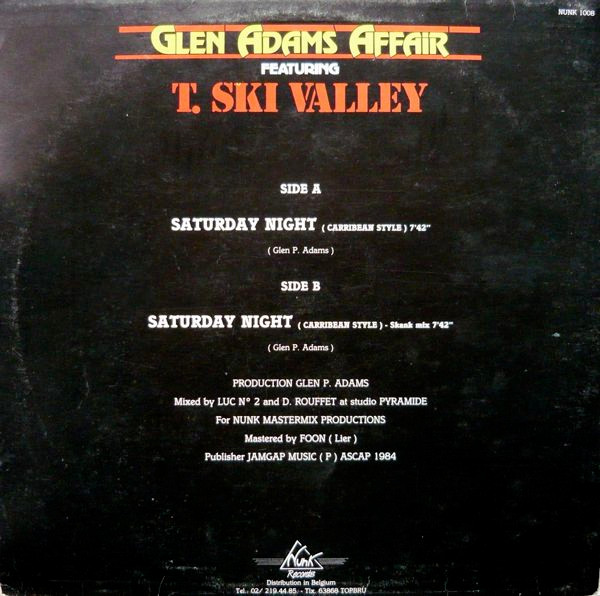 NUNK 1008
GLEN ADAMS AFFAIR
FEATURING
T. SKI VALLEY
SIDE A
SATURDAY NIGHT ( CARRIBEAN STYLE ) 7'42"
( Glen P. Adams )
SIDE B
SATURDAY NIGHT ( CARRIBEAN STYLE ) - Skank mix 7'42"
( Glen P. Adams )
PRODUCTION GLEN P. ADAMS
Mixed by LUC N° 2 and D. ROUFFET at studio PYRAMIDE
For NUNK MASTERMIX PRODUCTIONS
Mastered by FOON ( Lier )
Publisher JAMGAP MUSIC ( P ) ASCAP 1984
Nunk
Records
Distribution in Belgium
Tel.: 02/ 219.44.85. - Tlx. 63868 TOPBRU